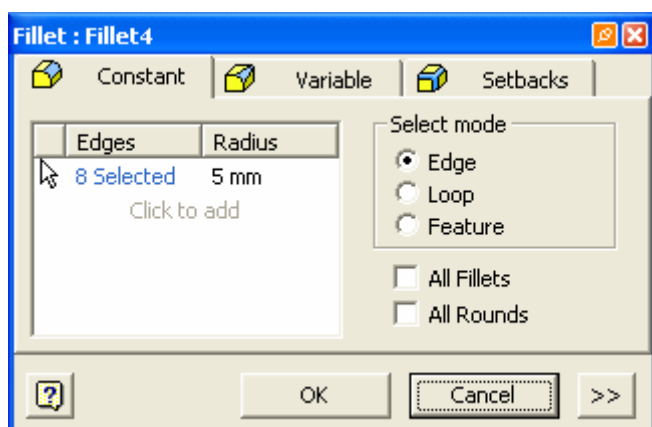 Fillet : Fillet4
Constant Variable Setbacks
Edges Radius
8 Selected 5 mm
Click to add
Select mode
Edge
Loop
Feature
All Fillets
All Rounds
? OK Cancel >>